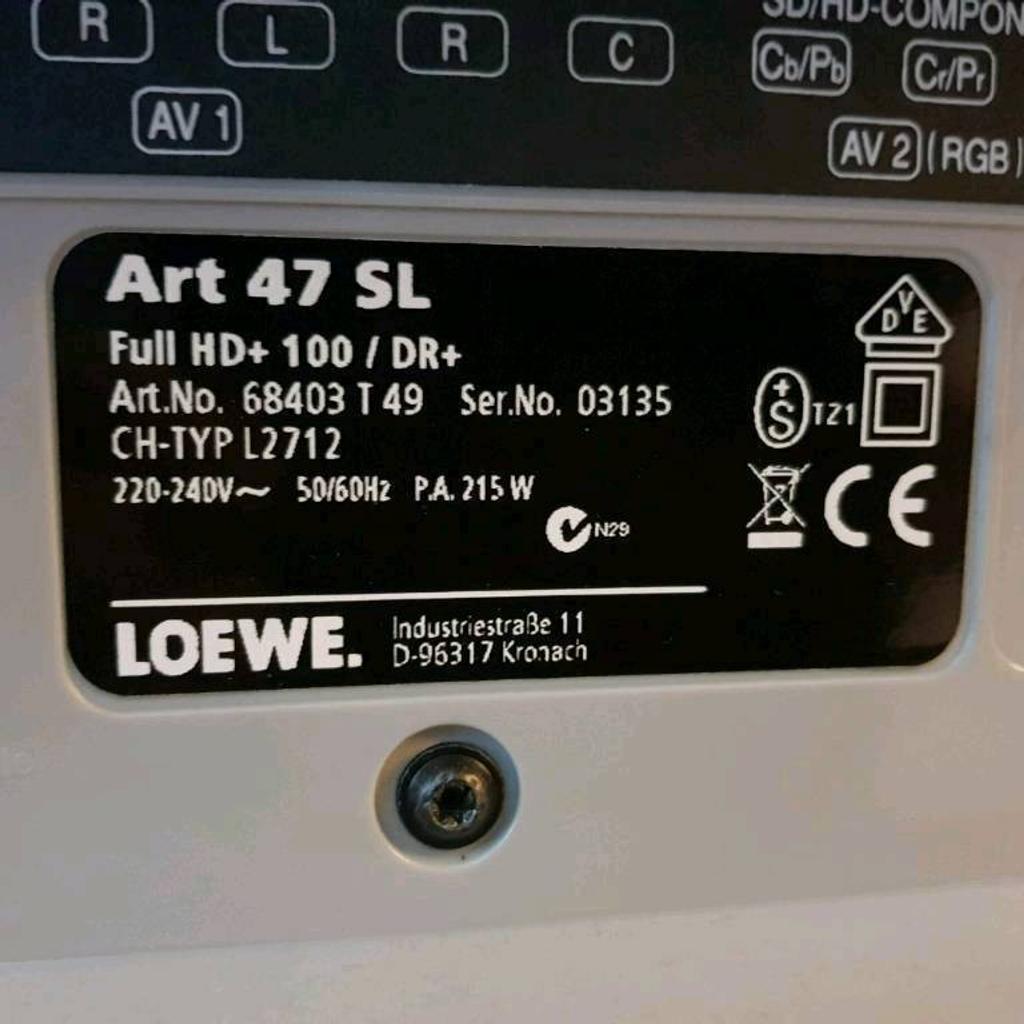 R L R C SD/HD-COMPON
Cb/Pb Cr/Pr
AV 1 AV 2 (RGB)
Art 47 SL
Full HD+ 100 / DR+
Art.No. 68403 T 49 Ser.No. 03135
CH-TYP L2712
220-240V~ 50/60Hz P.A. 215 W
N29
DVE
+S TZ1
CE
LOEWE. Industriestraße 11
D-96317 Kronach